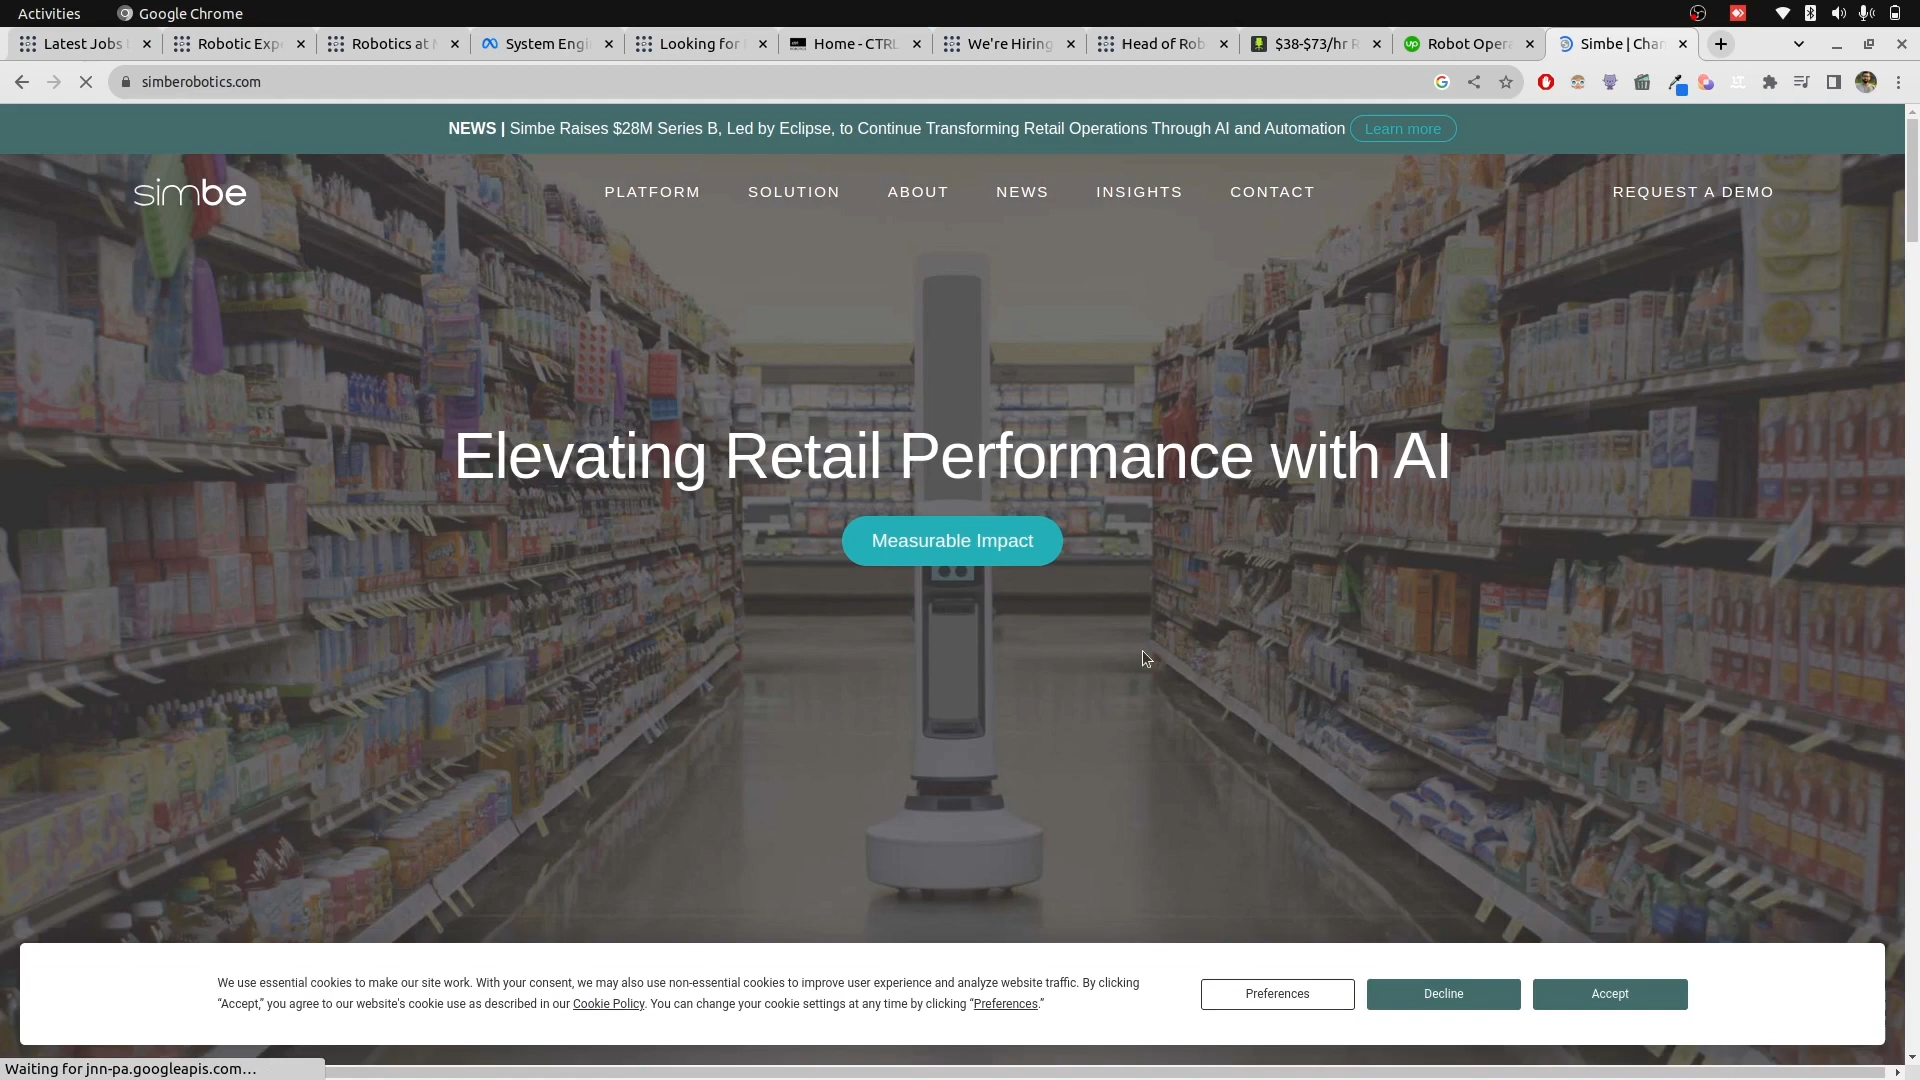 Activities
Google Chrome
Latest Jobs
Robotic Exp
Robotics at
System Engi
Looking for
Home - CTRL
We're Hiring
Head of Rob
$38-$73/hr R
Robot Opera
Simbe | Chan
simberobotics.com
NEWS | Simbe Raises $28M Series B, Led by Eclipse, to Continue Transforming Retail Operations Through AI and Automation Learn more
simbe
PLATFORM
SOLUTION
ABOUT
NEWS
INSIGHTS
CONTACT
REQUEST A DEMO
Elevating Retail Performance with AI
Measurable Impact
We use essential cookies to make our site work. With your consent, we may also use non-essential cookies to improve user experience and analyze website traffic. By clicking
“Accept,” you agree to our website's cookie use as described in our Cookie Policy. You can change your cookie settings at any time by clicking “Preferences.”
Preferences
Decline
Accept
Waiting for jnn-pa.googleapis.com…